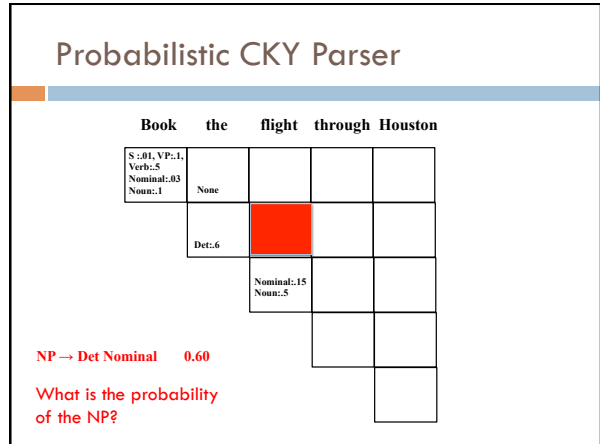 Probabilistic CKY Parser
Book the flight through Houston
S :.01, VP:.1,
Verb:.5
Nominal:.03
Noun:.1
None
Det:.6
Nominal:.15
Noun:.5
NP → Det Nominal 0.60
What is the probability
of the NP?